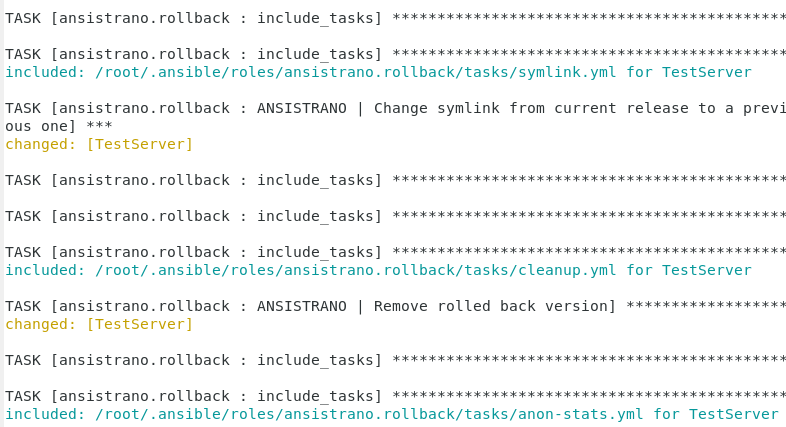 TASK [ansistrano.rollback : include_tasks] ********************************************
TASK [ansistrano.rollback : include_tasks] ********************************************
included: /root/.ansible/roles/ansistrano.rollback/tasks/symlink.yml for TestServer
TASK [ansistrano.rollback : ANSISTRANO | Change symlink from current release to a previ
ous one] ***
changed: [TestServer]
TASK [ansistrano.rollback : include_tasks] ********************************************
TASK [ansistrano.rollback : include_tasks] ********************************************
TASK [ansistrano.rollback : include_tasks] ********************************************
included: /root/.ansible/roles/ansistrano.rollback/tasks/cleanup.yml for TestServer
TASK [ansistrano.rollback : ANSISTRANO | Remove rolled back version] ******************
changed: [TestServer]
TASK [ansistrano.rollback : include_tasks] ********************************************
TASK [ansistrano.rollback : include_tasks] ********************************************
included: /root/.ansible/roles/ansistrano.rollback/tasks/anon-stats.yml for TestServer